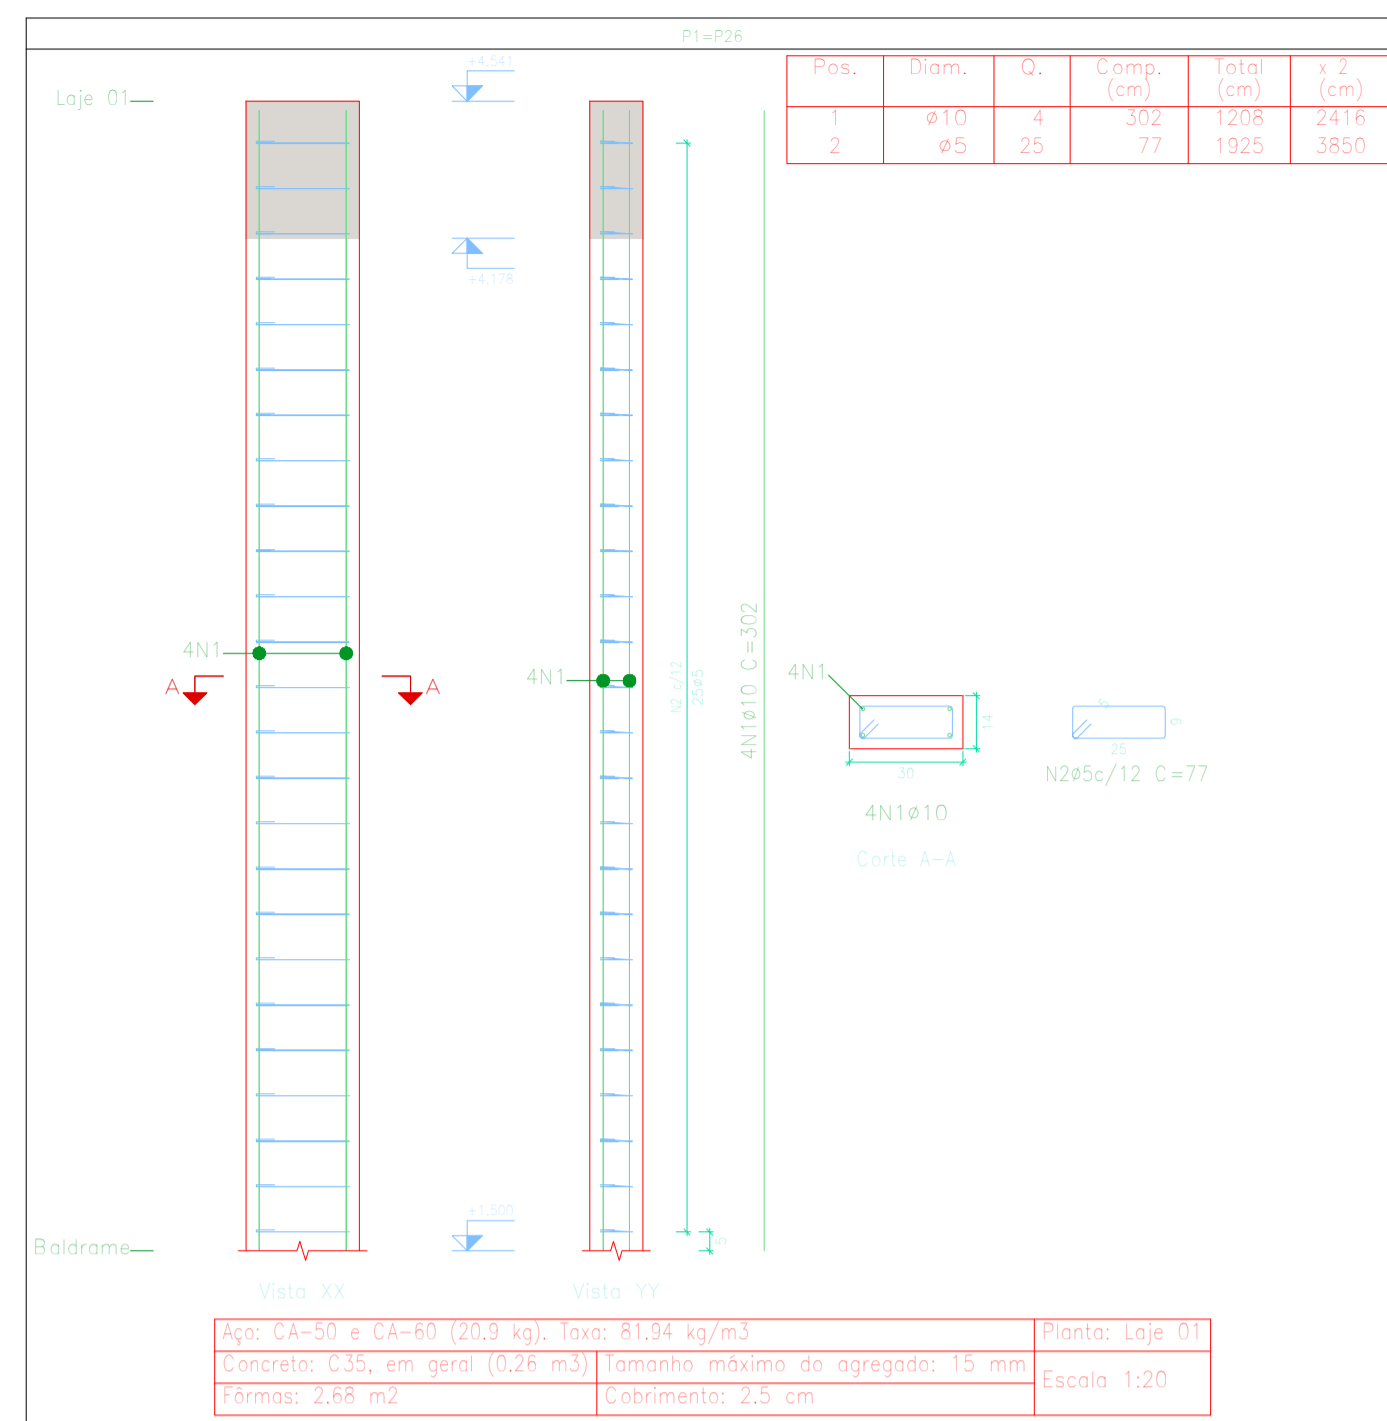 P1=P26
Laje 01
+4,541
Pos. Diam. Q. Comp. (cm) Total (cm) x 2 (cm)
1 ø10 4 302 1208 2416
2 ø5 25 77 1925 3850
+4,178
4N1
A
A
4N1
N2 c/12
25ø5
4N1ø10 C=302
4N1
14
30
4N1ø10
Corte A-A
5
9
25
N2ø5c/12 C=77
+1,500
5
Baldrame
Vista XX
Vista YY
Aço: CA-50 e CA-60 (20.9 kg). Taxa: 81.94 kg/m3
Planta: Laje 01
Concreto: C35, em geral (0.26 m3)
Tamanho máximo do agregado: 15 mm
Escala 1:20
Fôrmas: 2.68 m2
Cobrimento: 2.5 cm